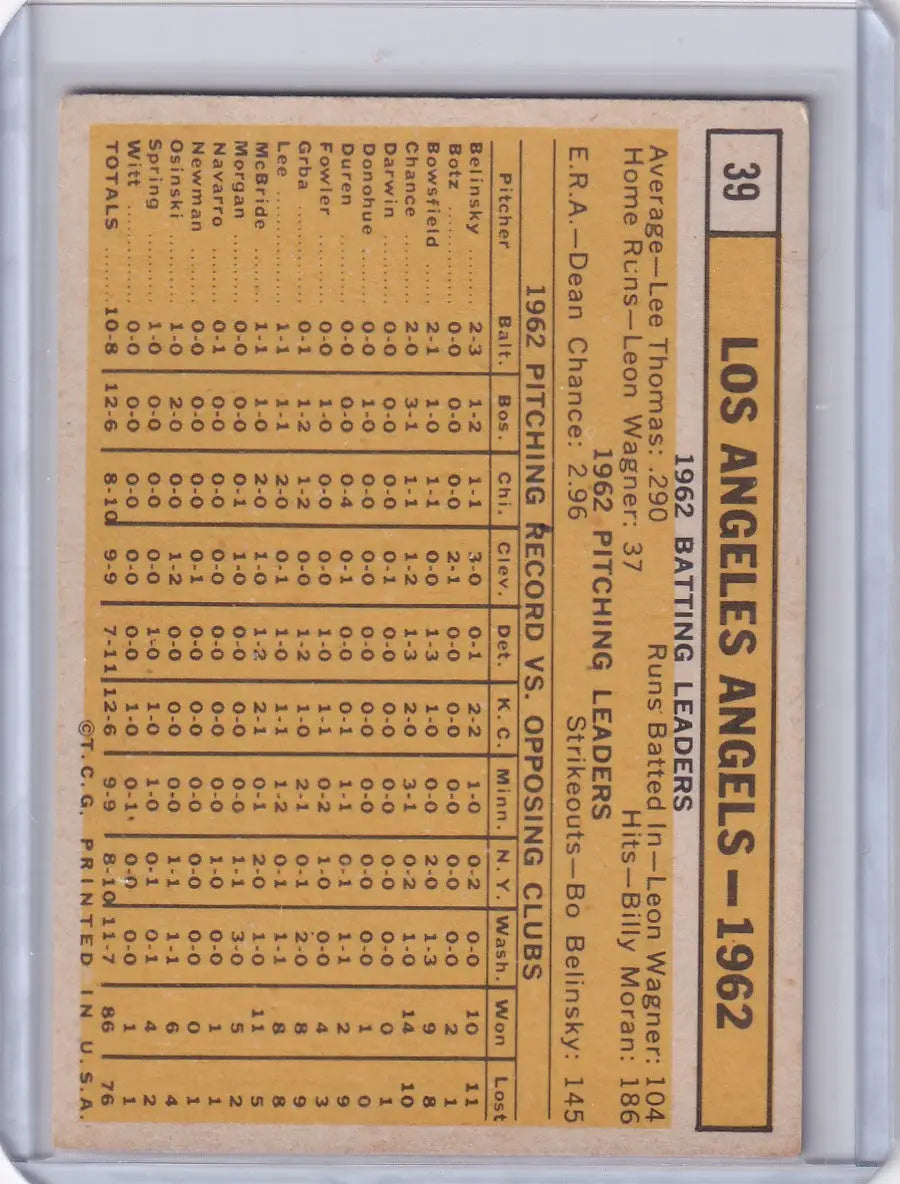 39 LOS ANGELES ANGELS—1962
1962 BATTING LEADERS
Average—Lee Thomas: .290 Runs Batted In—Leon Wagner: 104
Home Runs—Leon Wagner: 37 Hits—Billy Moran: 186
1962 PITCHING LEADERS
E.R.A.—Dean Chance: 2.96 Strikeouts—Bo Belinsky: 145
1962 PITCHING RECORD VS. OPPOSING CLUBS
Pitcher Balt. Bos. Chi. Clev. Det. K. C. Minn. N. Y. Wash. Won Lost
Belinsky ....... 2-3 1-2 1-1 3-0 0-1 2-2 1-0 0-2 0-0 10 11
Botz ........... 0-0 0-0 0-0 2-1 0-0 0-0 0-0 0-0 0-0 2 1
Bowsfield ..... 2-1 1-0 1-1 0-0 1-3 1-0 0-0 2-0 1-3 9 8
Chance ........ 2-0 3-1 1-1 1-2 1-3 2-0 3-1 0-2 1-0 14 10
Darwin ........ 0-0 0-0 0-0 0-1 0-0 0-0 0-0 0-0 0-0 0 1
Donohue ...... 0-0 1-0 0-0 0-0 0-0 0-0 0-0 0-0 0-0 1 0
Duren ......... 0-0 0-0 0-4 0-1 0-0 0-1 1-1 0-1 1-1 2 9
Fowler ........ 0-0 1-0 0-0 0-0 1-0 1-1 0-2 1-0 0-0 4 3
Grba .......... 0-1 1-2 1-2 0-0 1-2 1-0 2-1 0-1 2-0 8 9
Lee ........... 1-1 1-1 2-0 0-1 1-0 1-1 1-2 0-1 1-1 8 8
McBride ...... 1-1 1-0 2-0 1-0 1-2 2-1 0-1 2-0 1-0 11 5
Morgan ....... 0-0 0-0 0-1 1-0 0-0 0-0 0-0 1-1 3-0 5 2
Navarro ...... 0-1 0-0 0-0 0-0 0-0 0-0 0-0 1-0 0-0 1 1
Newman ...... 0-0 0-0 0-0 0-1 0-0 0-0 0-0 0-0 0-0 0 1
Osinski ....... 1-0 2-0 0-0 1-2 0-0 0-0 0-0 1-1 1-1 6 4
Spring ........ 1-0 0-0 0-0 0-0 1-0 1-0 1-0 0-1 0-1 4 2
Witt .......... 0-0 0-0 0-0 0-0 0-0 1-0 0-1 0-0 0-0 1 1
TOTALS ...... 10-8 12-6 8-10 9-9 7-11 12-6 9-9 8-10 11-7 86 76
©T.C.G. PRINTED IN U.S.A.